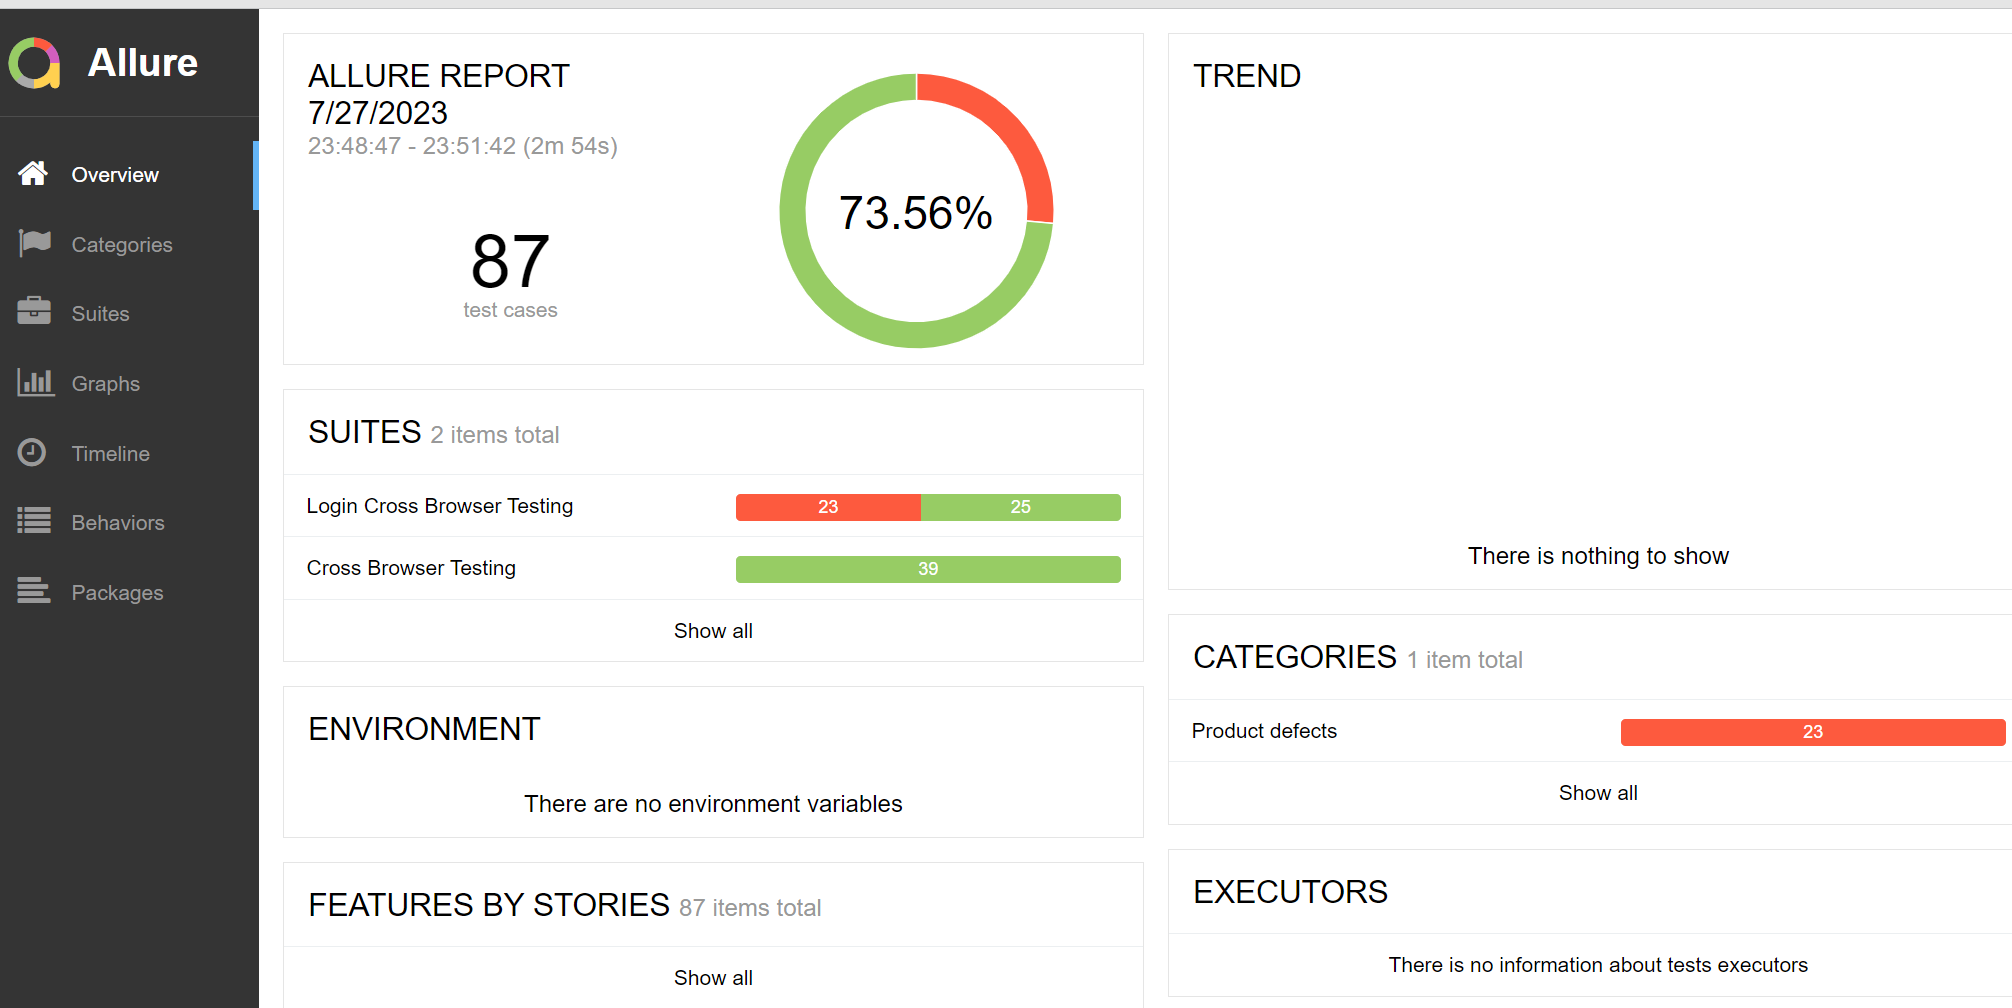 Allure
Overview
Categories
Suites
Graphs
Timeline
Behaviors
Packages
ALLURE REPORT
7/27/2023
23:48:47 - 23:51:42 (2m 54s)
87
test cases
73.56%
SUITES 2 items total
Login Cross Browser Testing 23 25
Cross Browser Testing 39
Show all
ENVIRONMENT
There are no environment variables
FEATURES BY STORIES 87 items total
Show all
TREND
There is nothing to show
CATEGORIES 1 item total
Product defects 23
Show all
EXECUTORS
There is no information about tests executors